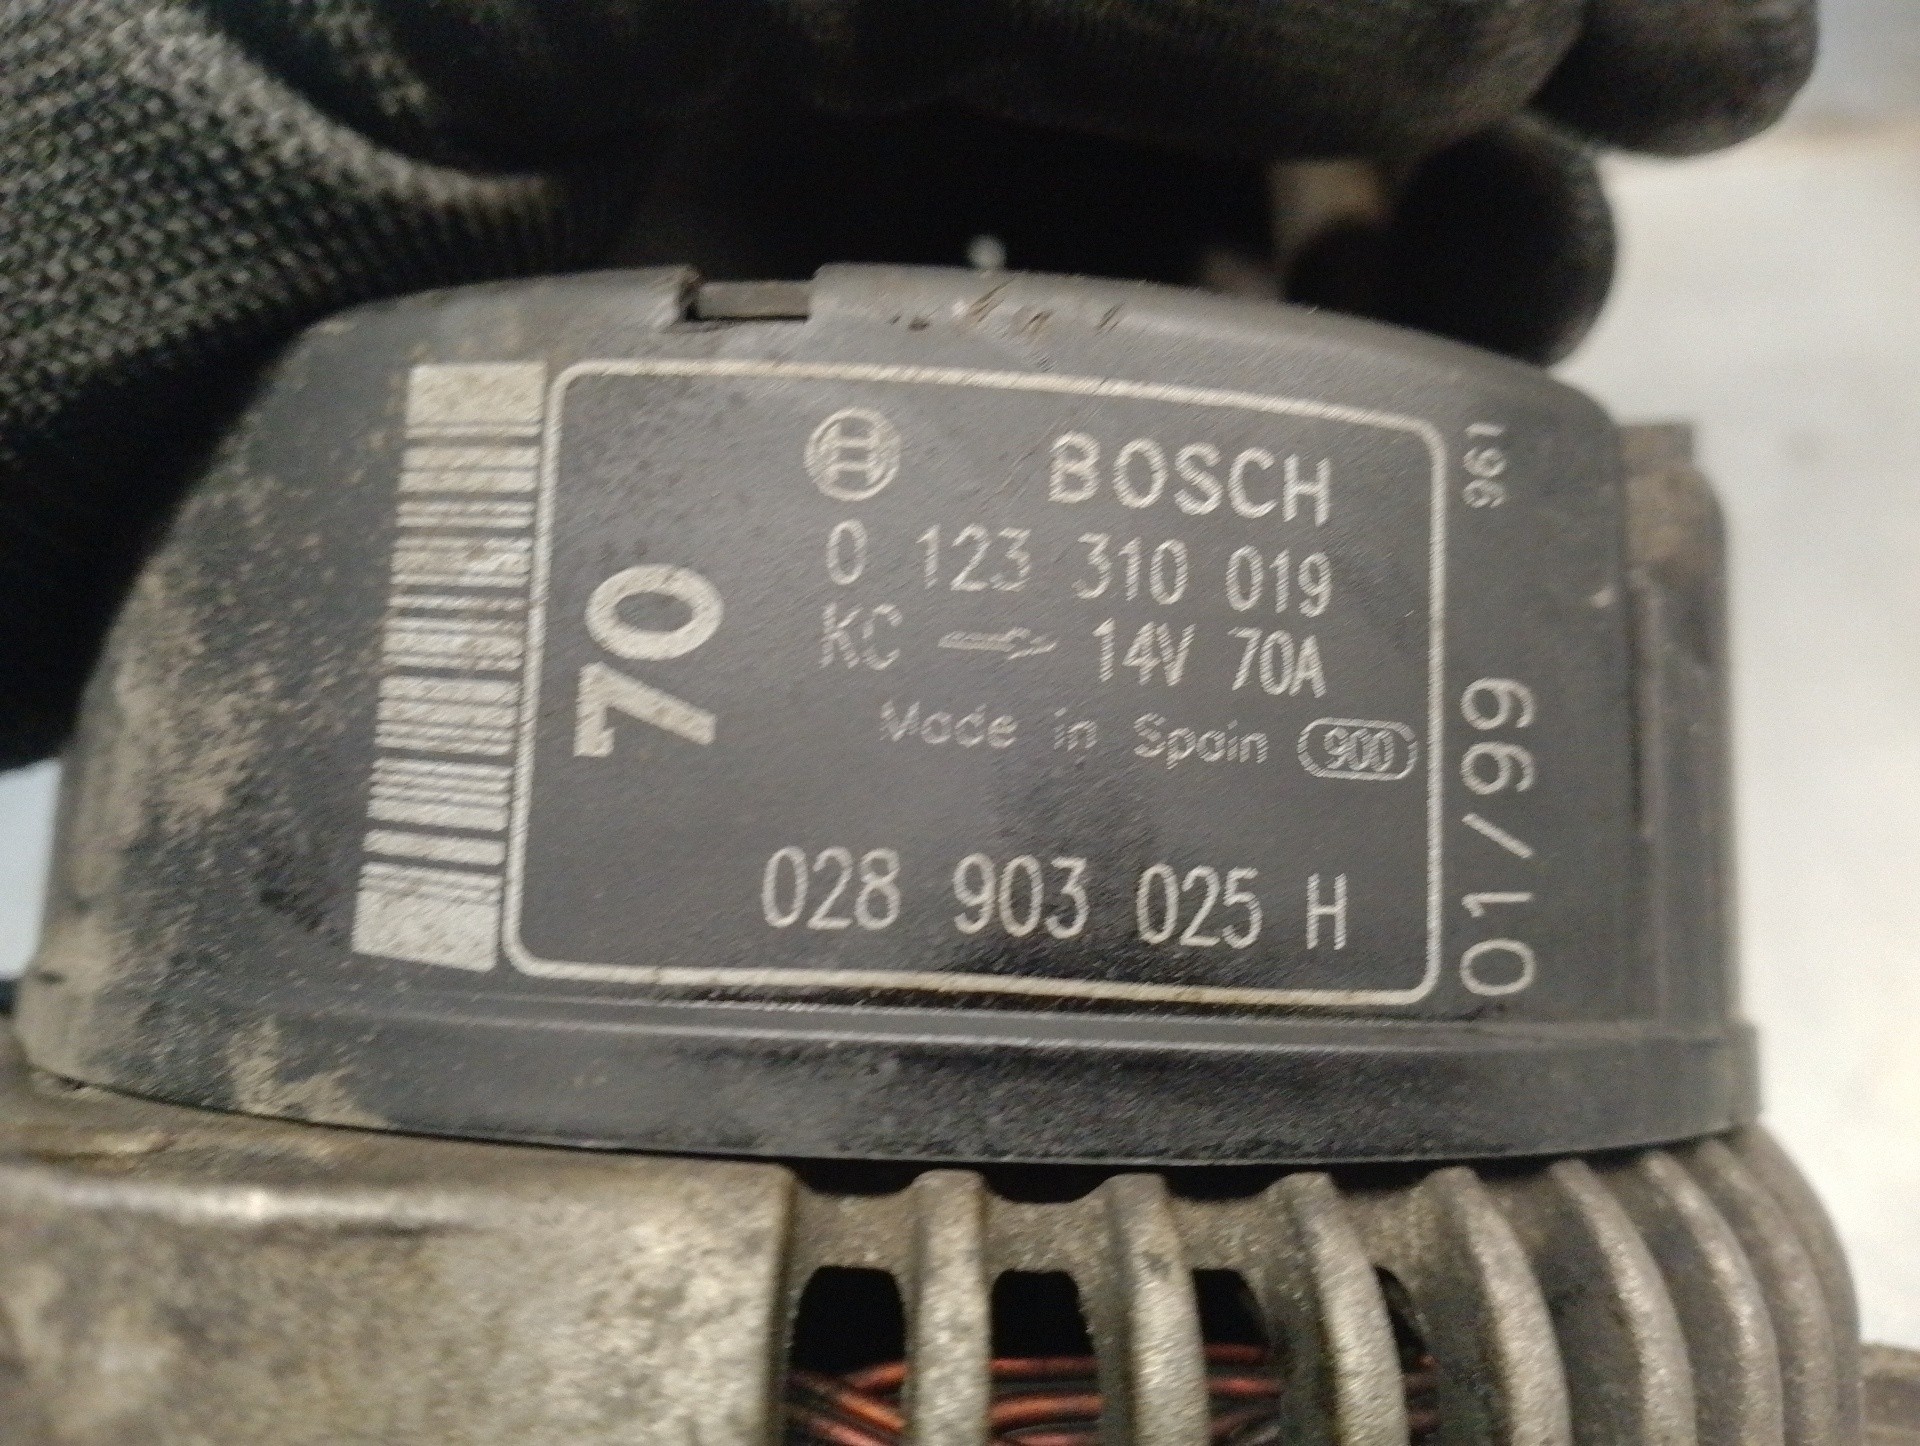 BOSCH
0 123 310 019
KC 14V 70A
Made in Spain 900
028 903 025 H
70
961
01/99